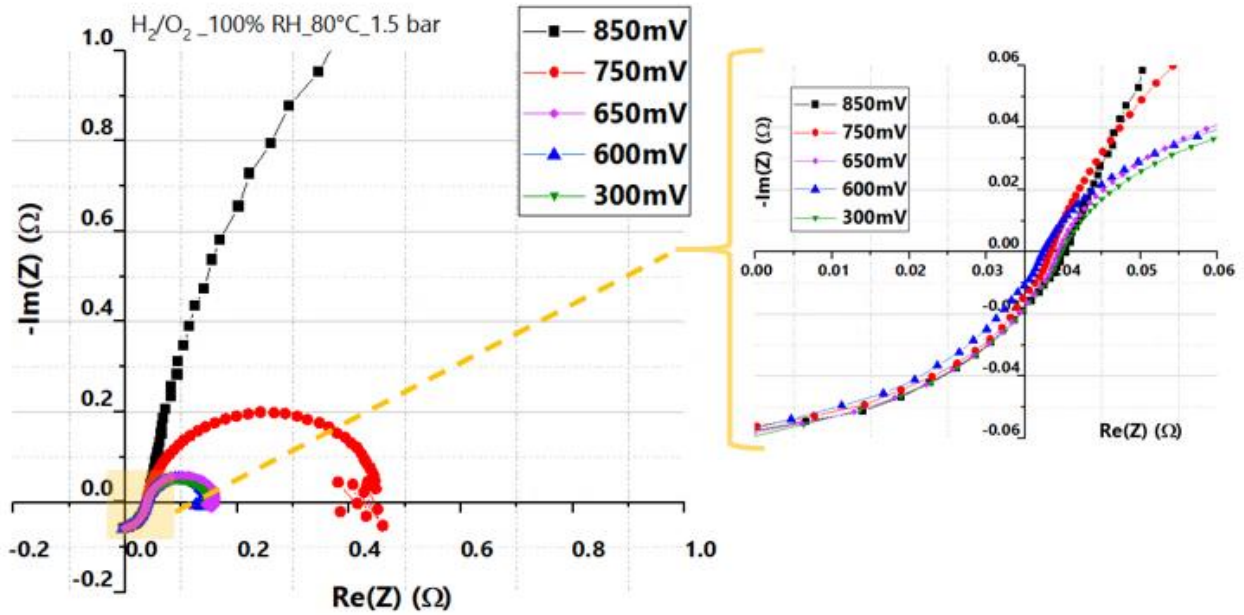 H₂/O₂ _100% RH_80°C_1.5 bar
1.0
0.8
0.6
0.4
0.2
0.0
-0.2
-Im(Z) (Ω)
-0.2
0.0
0.2
0.4
0.6
0.8
1.0
Re(Z) (Ω)
850mV
750mV
650mV
600mV
300mV
0.06
0.04
0.02
0.00
-0.04
-0.06
-Im(Z) (Ω)
850mV
750mV
650mV
600mV
300mV
0.00
0.01
0.02
0.03
0.04
0.05
0.06
Re(Z) (Ω)